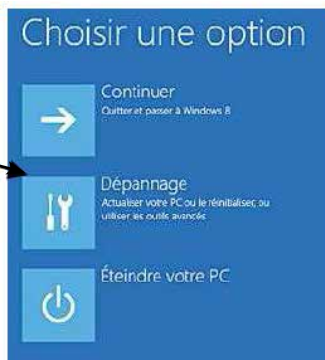 Choisir une option
Continuer
Quitter et passer à Windows 8
Dépannage
Actualiser votre PC ou le réinitialiser, ou
utiliser les outils avancés
Éteindre votre PC